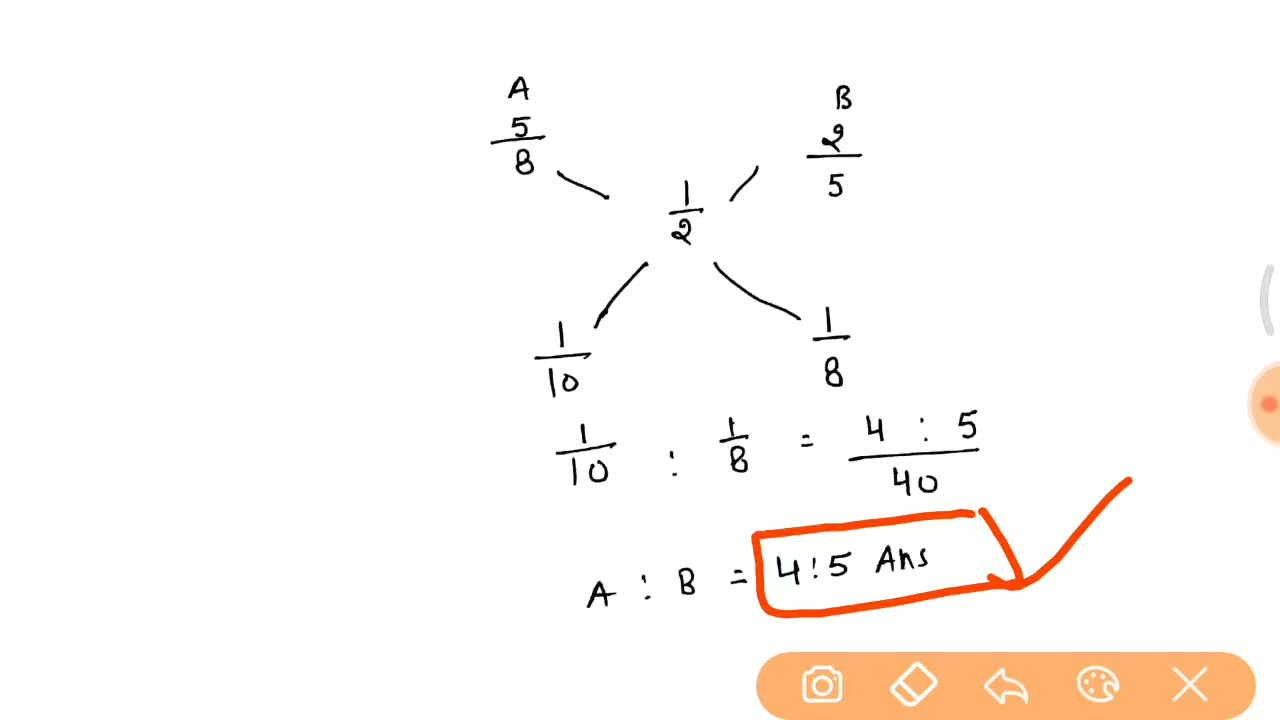 A B
5/8 2/5
1/2
1/10 1/8
1/10 : 1/8 = 4 : 5/40
A : B = 4:5 Ans